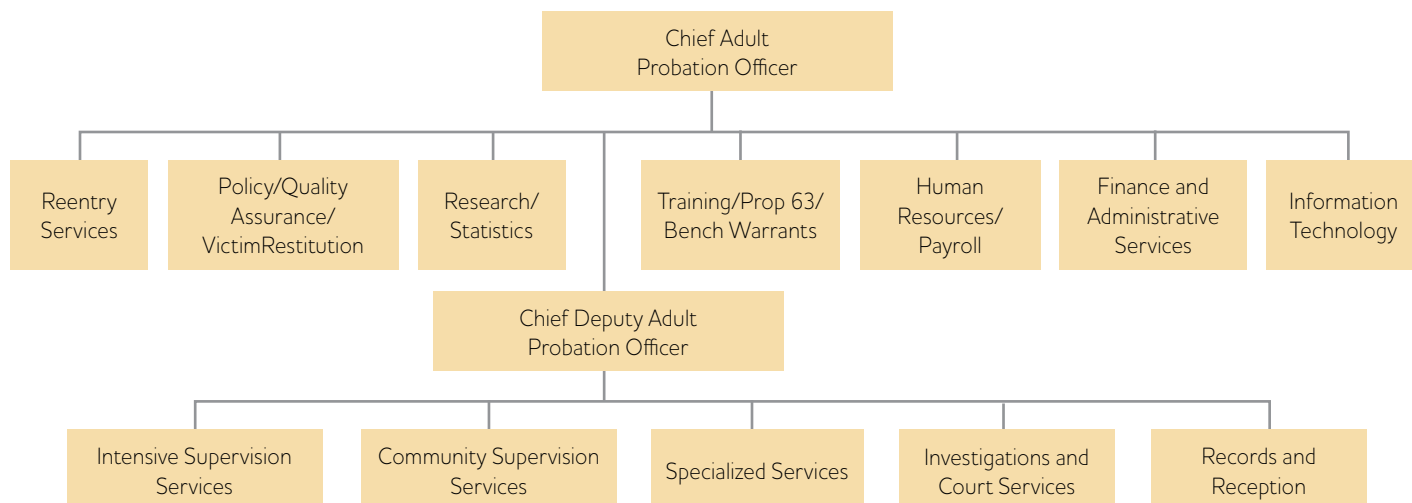 Chief Adult
Probation Officer
Reentry
Services
Policy/Quality
Assurance/
VictimRestitution
Research/
Statistics
Training/Prop 63/
Bench Warrants
Human
Resources/
Payroll
Finance and
Administrative
Services
Information
Technology
Chief Deputy Adult
Probation Officer
Intensive Supervision
Services
Community Supervision
Services
Specialized Services
Investigations and
Court Services
Records and
Reception